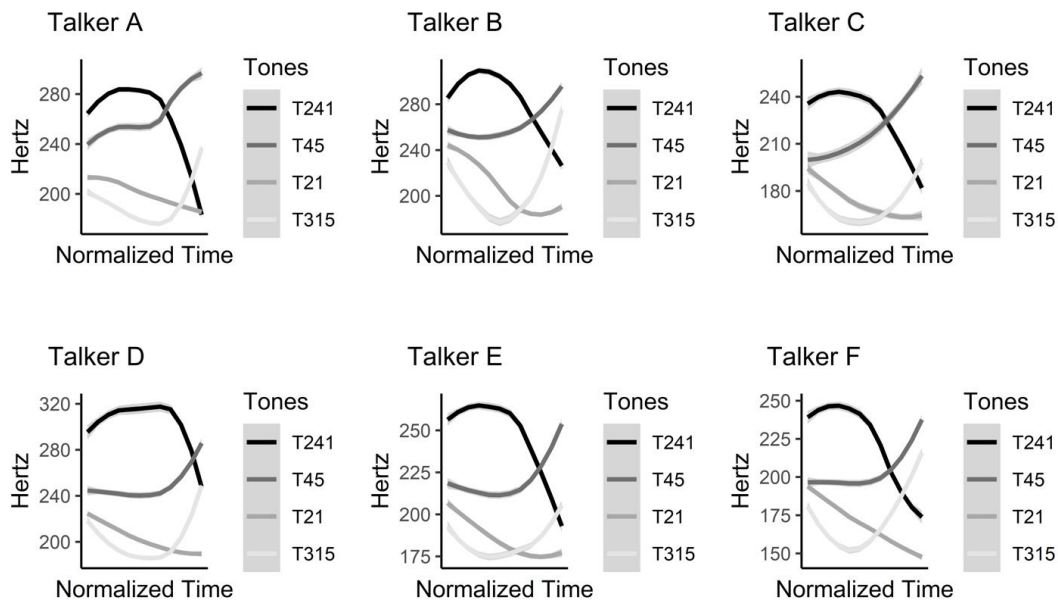 Talker A
Hertz
280
240
200
Normalized Time
Tones
T241
T45
T21
T315
Talker B
Hertz
280
240
200
Normalized Time
Tones
T241
T45
T21
T315
Talker C
Hertz
240
210
180
Normalized Time
Tones
T241
T45
T21
T315
Talker D
Hertz
320
280
240
200
Normalized Time
Tones
T241
T45
T21
T315
Talker E
Hertz
250
225
200
175
Normalized Time
Tones
T241
T45
T21
T315
Talker F
Hertz
250
225
200
175
150
Normalized Time
Tones
T241
T45
T21
T315